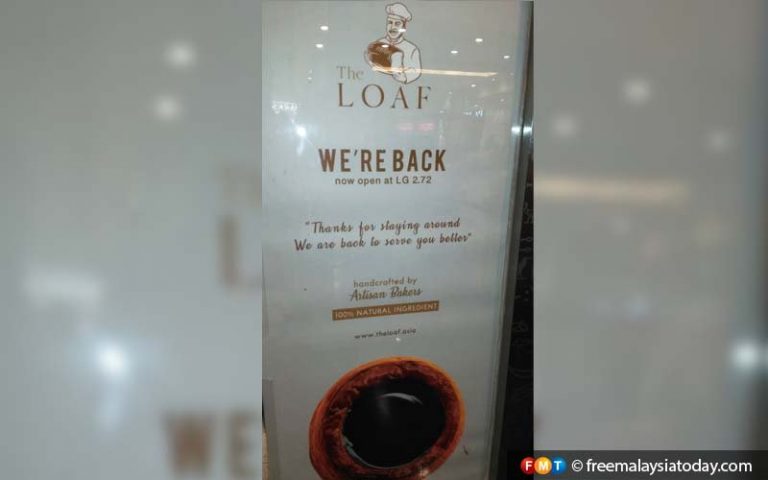 The
LOAF
WE'RE BACK
now open at LG 2.72
"Thanks for staying around
We are back to serve you better"
handcrafted by
Artisan Bakers
100% NATURAL INGREDIENT
www.theloaf.asia
FMT © freemalaysiatoday.com